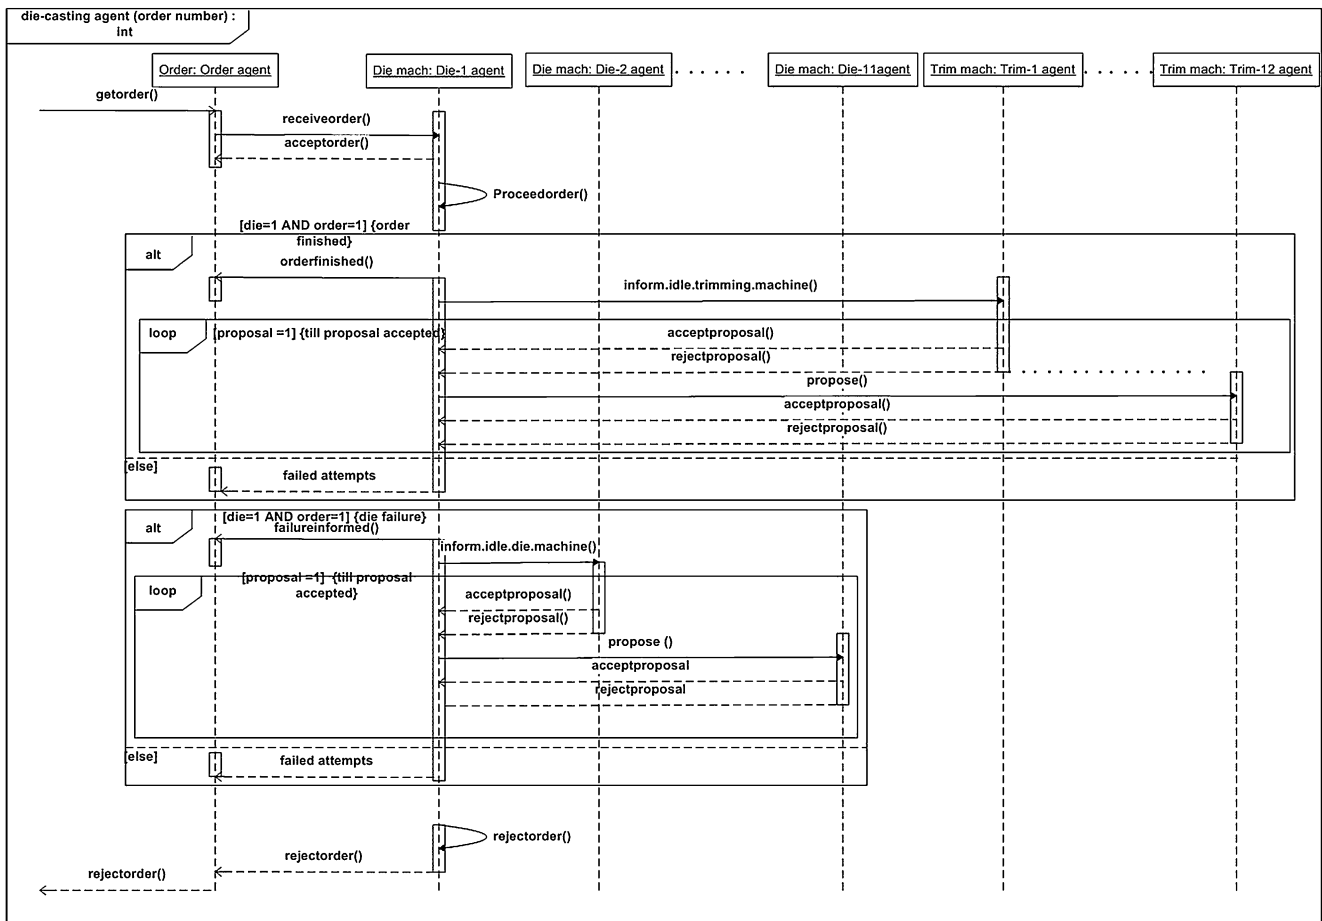 die-casting agent (order number) :
int
Order: Order agent
Die mach: Die-1 agent
Die mach: Die-2 agent
Die mach: Die-11agent
Trim mach: Trim-1 agent
Trim mach: Trim-12 agent
getorder()
receiveorder()
acceptorder()
Proceedorder()
[die=1 AND order=1] {order
finished}
alt
orderfinished()
inform.idle.trimming.machine()
loop
[proposal =1] {till proposal accepted}
acceptproposal()
rejectproposal()
propose()
acceptproposal()
rejectproposal()
[else]
failed attempts
[die=1 AND order=1] {die failure}
alt
failureinformed()
inform.idle.die.machine()
[proposal =1] {till proposal
accepted}
loop
acceptproposal()
rejectproposal()
propose ()
acceptproposal
rejectproposal
[else]
failed attempts
rejectorder()
rejectorder()
rejectorder()